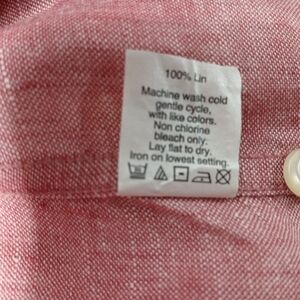 100% Lin
Machine wash cold
gentle cycle,
with like colors.
Non chlorine
bleach only.
Lay flat to dry.
Iron on lowest setting.